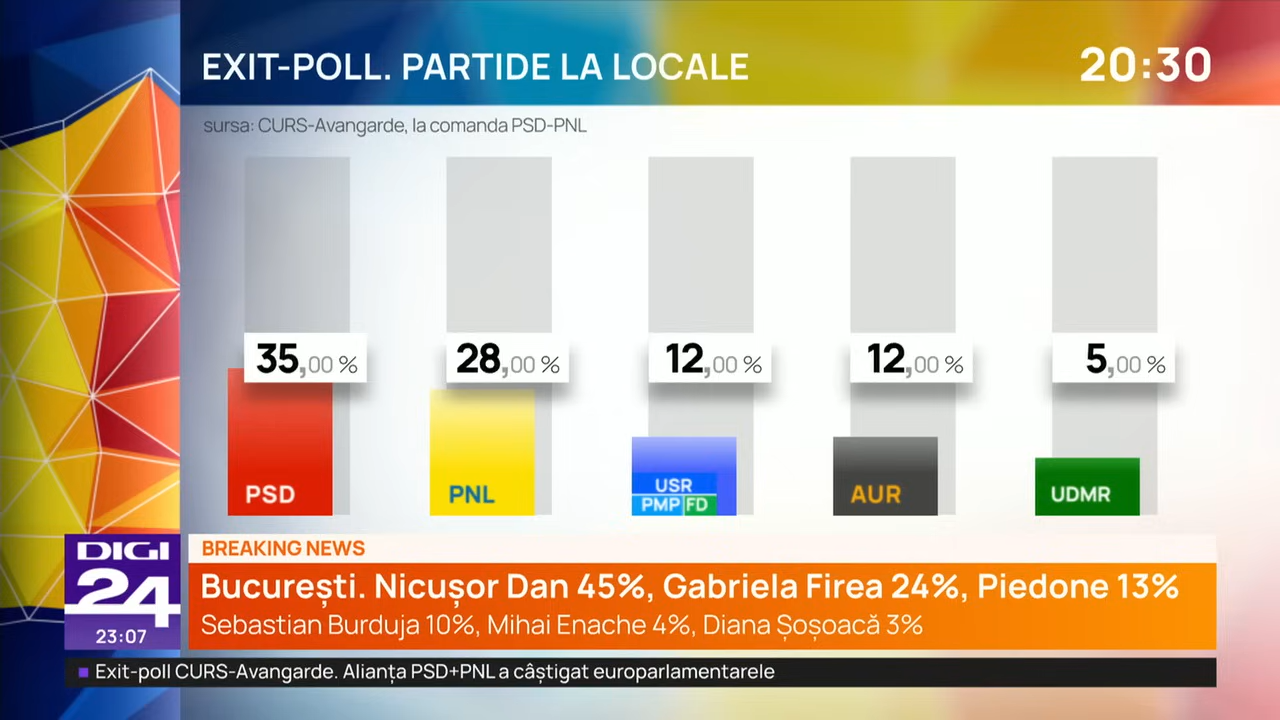 EXIT-POLL. PARTIDE LA LOCALE
20:30
sursa: CURS-Avangarde, la comanda PSD-PNL
35,00 %
28,00 %
12,00 %
12,00 %
5,00 %
PSD
PNL
USR
PMP FD
AUR
UDMR
BREAKING NEWS
București. Nicușor Dan 45%, Gabriela Firea 24%, Piedone 13%
Sebastian Burduja 10%, Mihai Enache 4%, Diana Șoșoacă 3%
DIGI
24
23:07
Exit-poll CURS-Avangarde. Alianța PSD+PNL a câștigat europarlamentarele